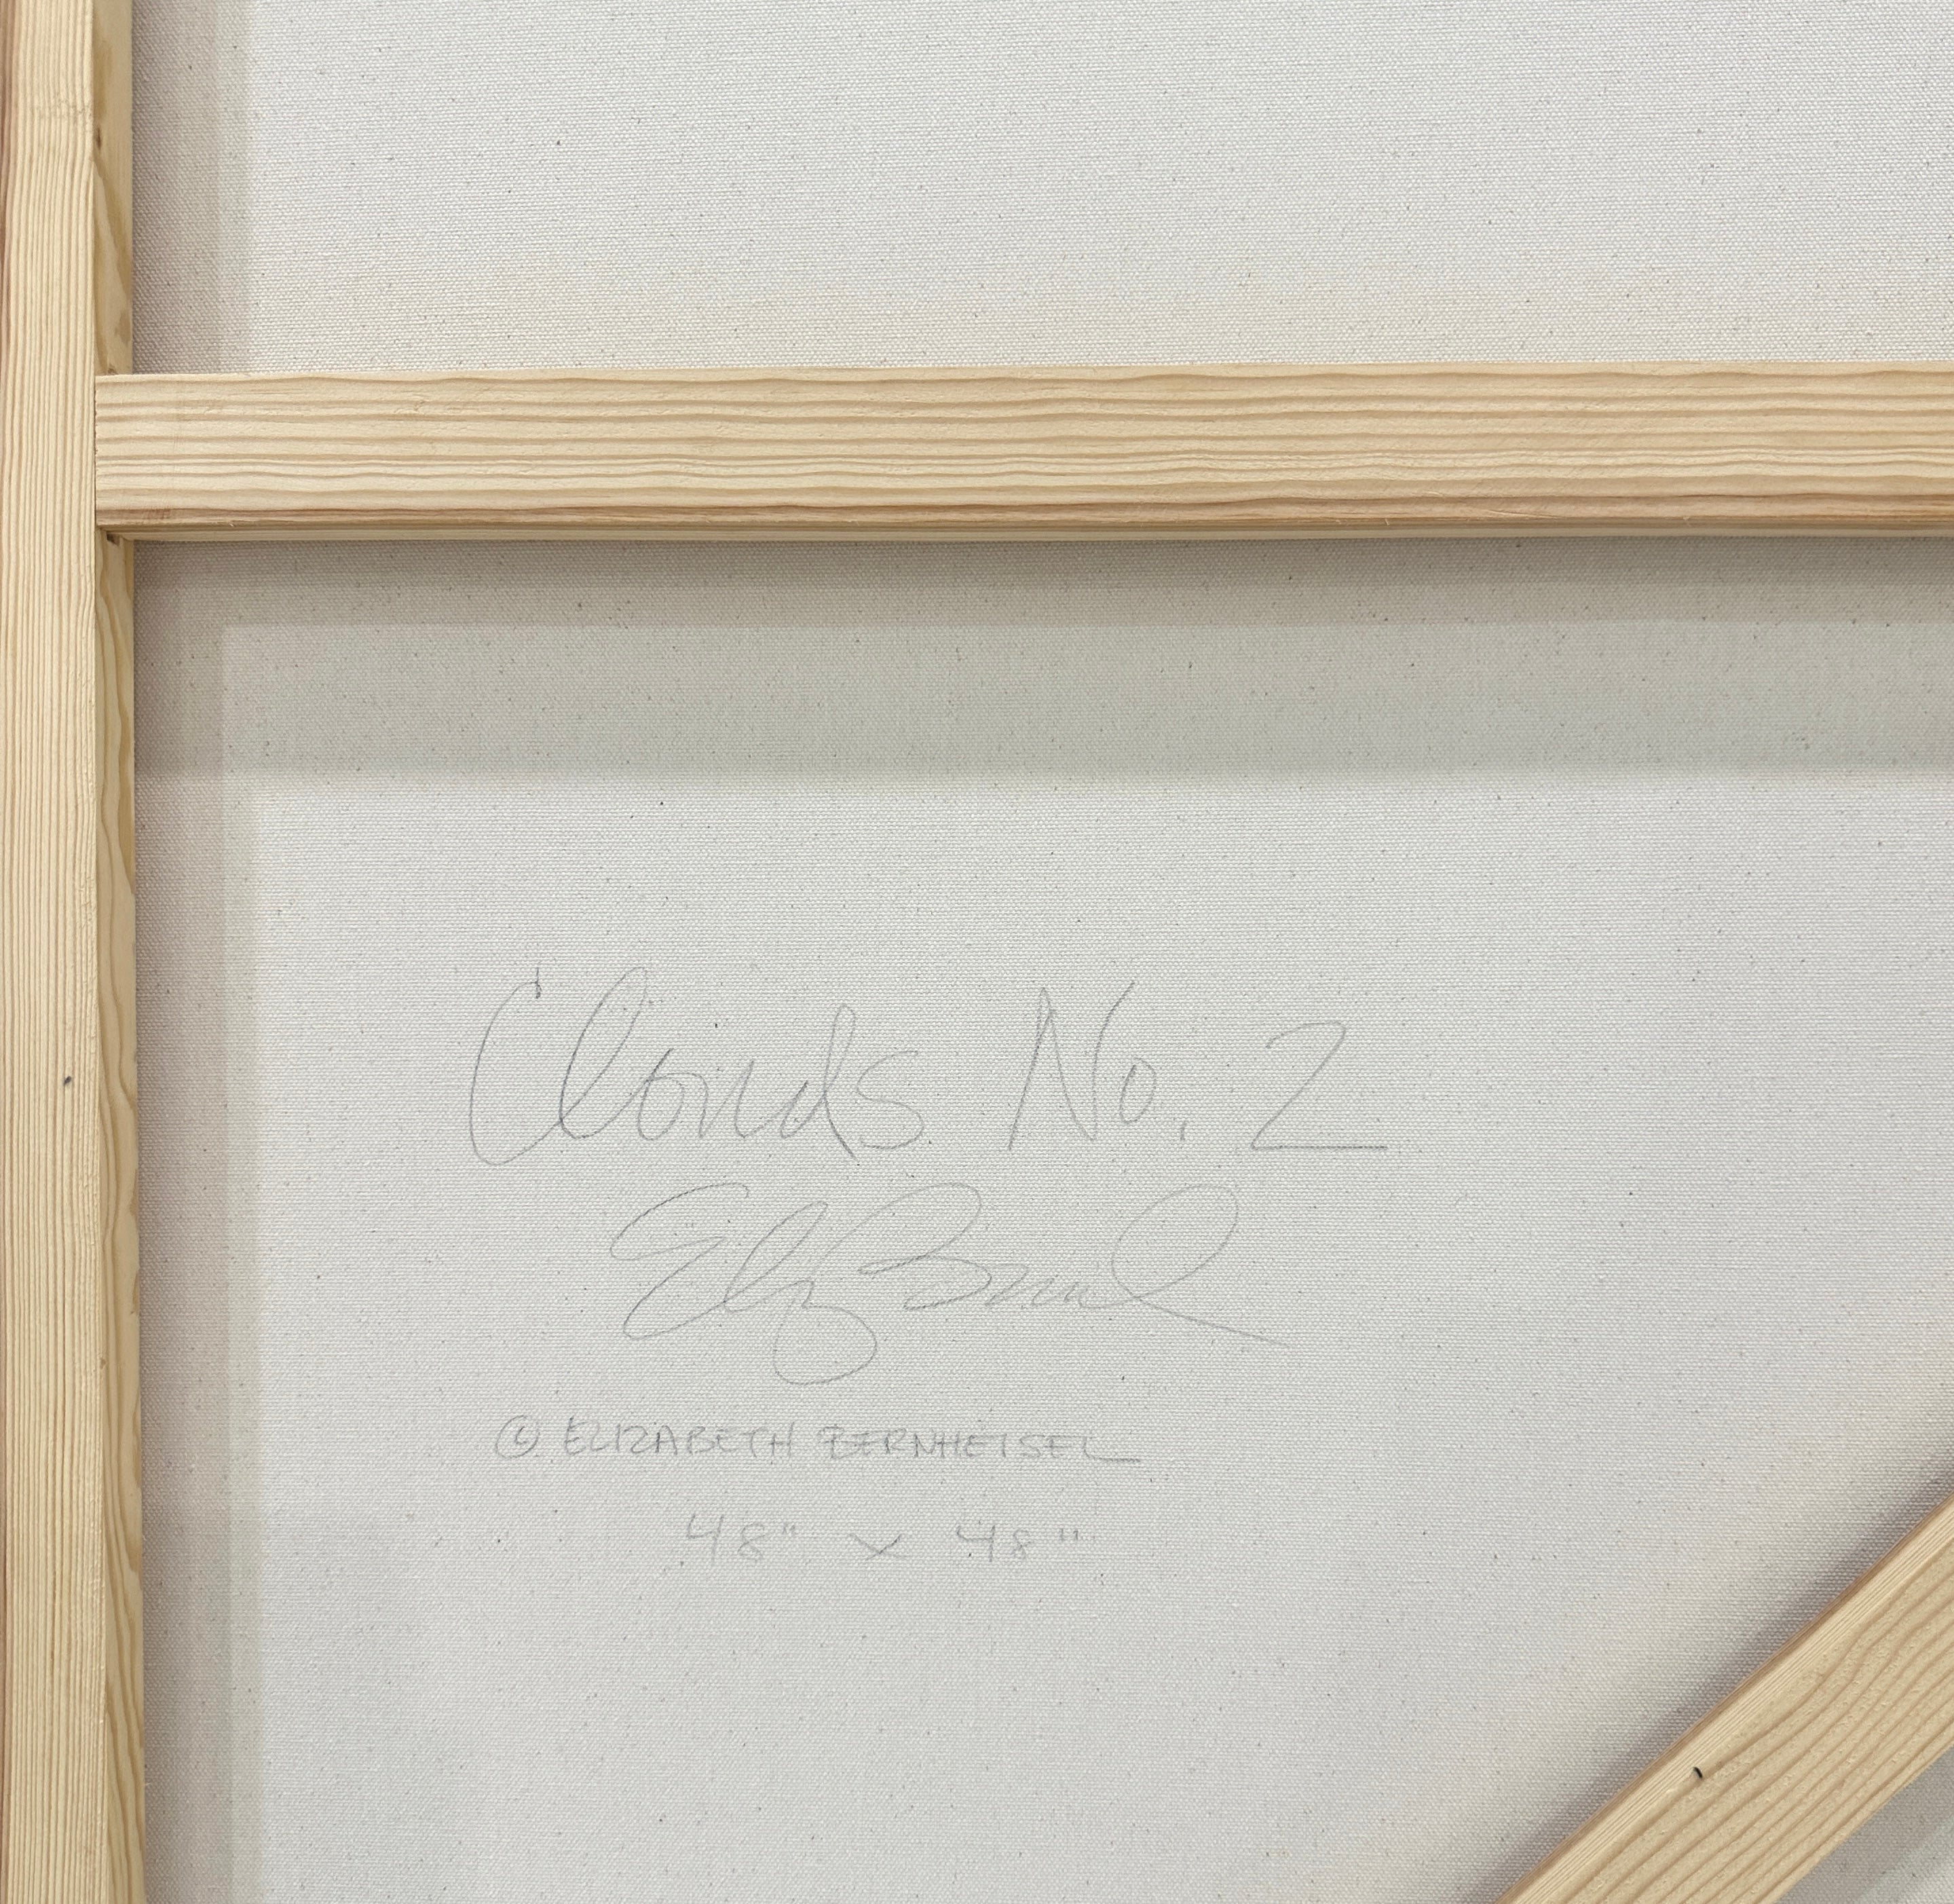 Clouds No. 2
© ELIZABETH BERNHEISEL
48" x 48"